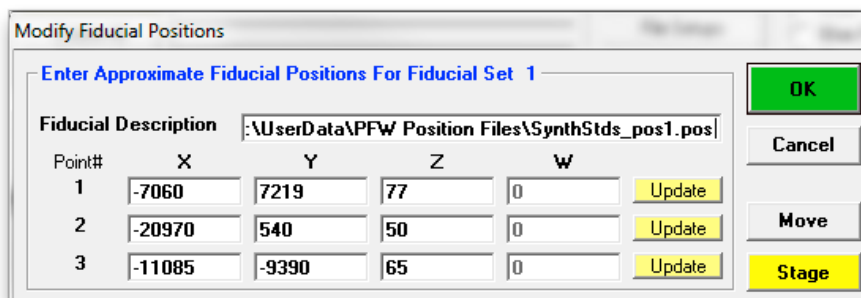 Modify Fiducial Positions
Enter Approximate Fiducial Positions For Fiducial Set 1
OK
Fiducial Description :\UserData\PFW Position Files\SynthStds_pos1.pos
Cancel
Point# X Y Z W
1 -7060 7219 77 0 Update
2 -20970 540 50 0 Update
Move
3 -11085 -9390 65 0 Update
Stage